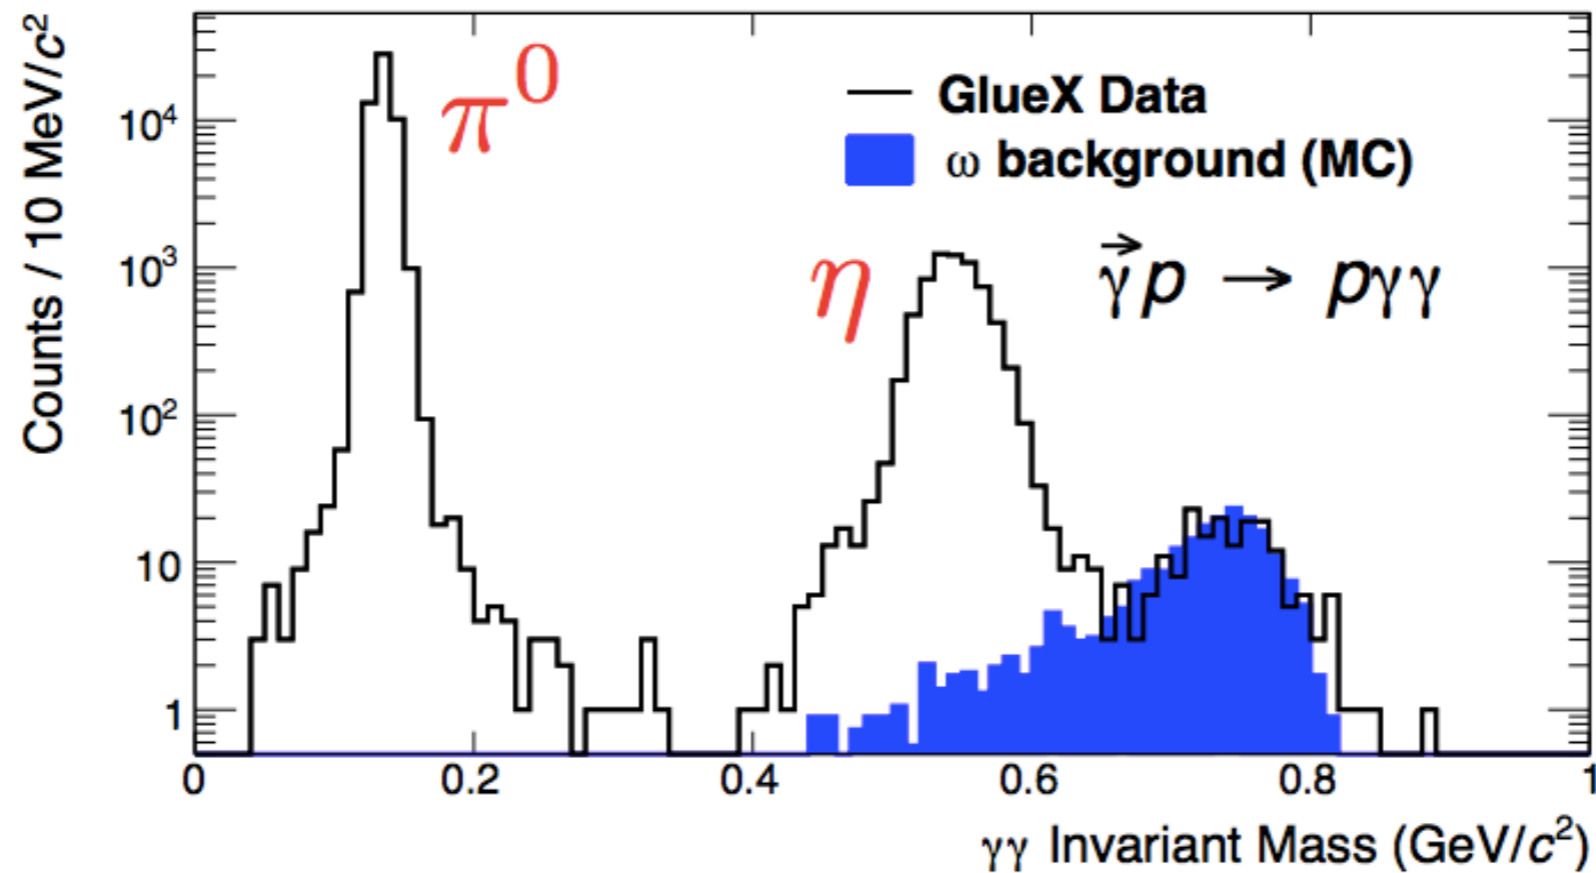 Counts / 10 MeV/c²
10⁴
10³
10²
10
1
π⁰
η
GlueX Data
ω background (MC)
γ⃗p → pγγ
0 0.2 0.4 0.6 0.8 1
γγ Invariant Mass (GeV/c²)